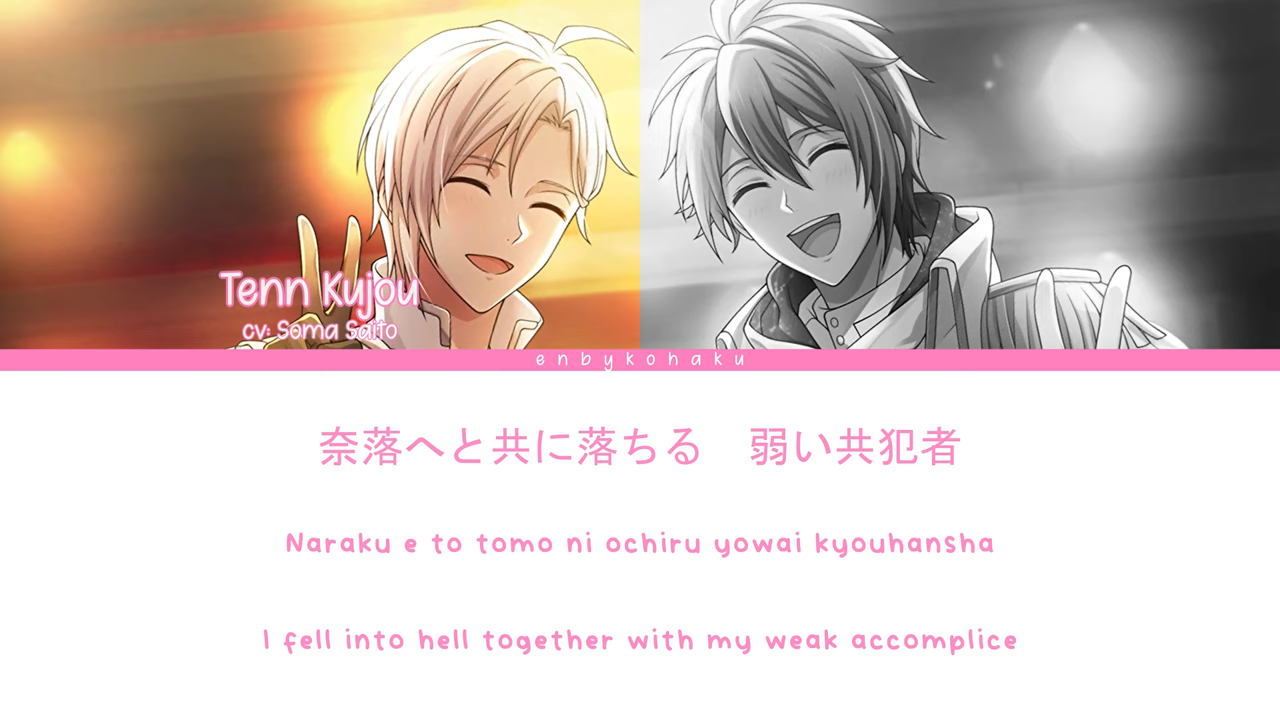 Tenn Kujou
cv: Soma Saito
enbykohaku
奈落へと共に落ちる　弱い共犯者
Naraku e to tomo ni ochiru yowai kyouhansha
I fell into hell together with my weak accomplice